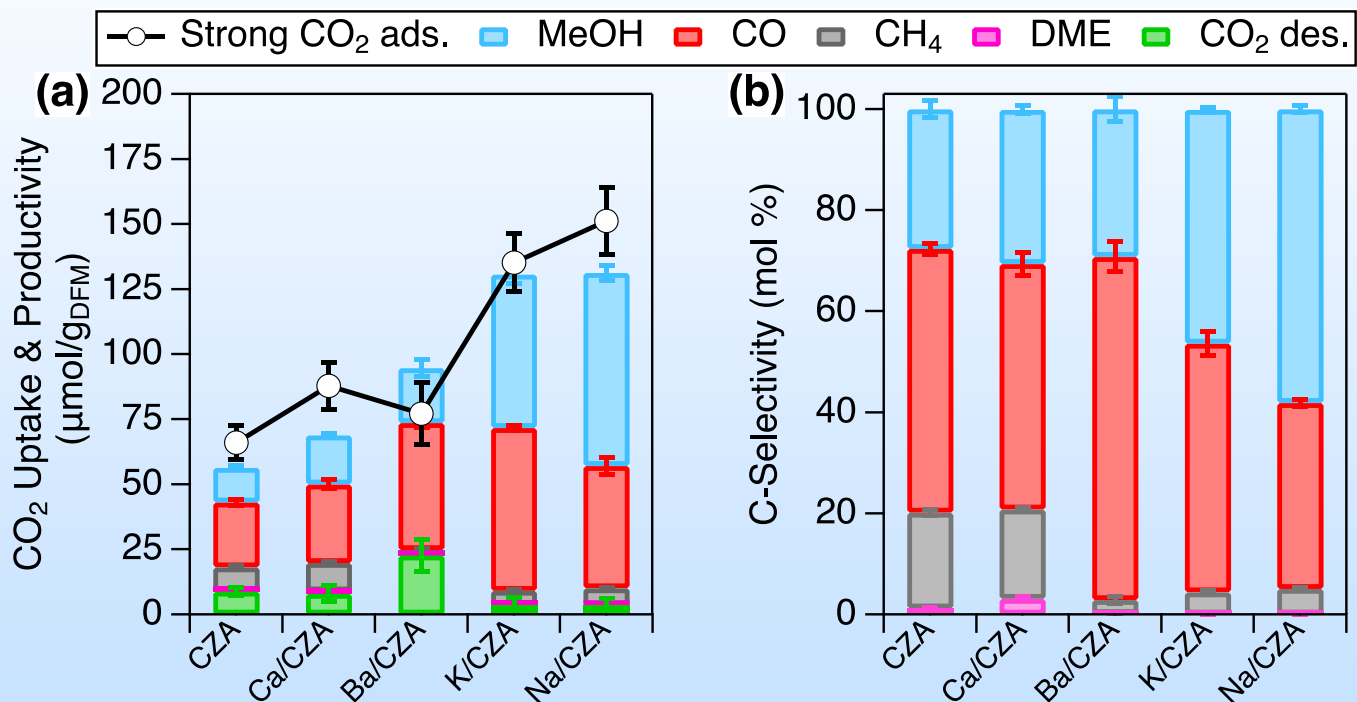 Strong CO₂ ads. MeOH CO CH₄ DME CO₂ des.
(a)
CO₂ Uptake & Productivity
(μmol/gDFM)
200
175
150
125
100
75
50
25
0
CZA
Ca/CZA
Ba/CZA
K/CZA
Na/CZA
(b)
C-Selectivity (mol %)
100
80
60
40
20
0
CZA
Ca/CZA
Ba/CZA
K/CZA
Na/CZA